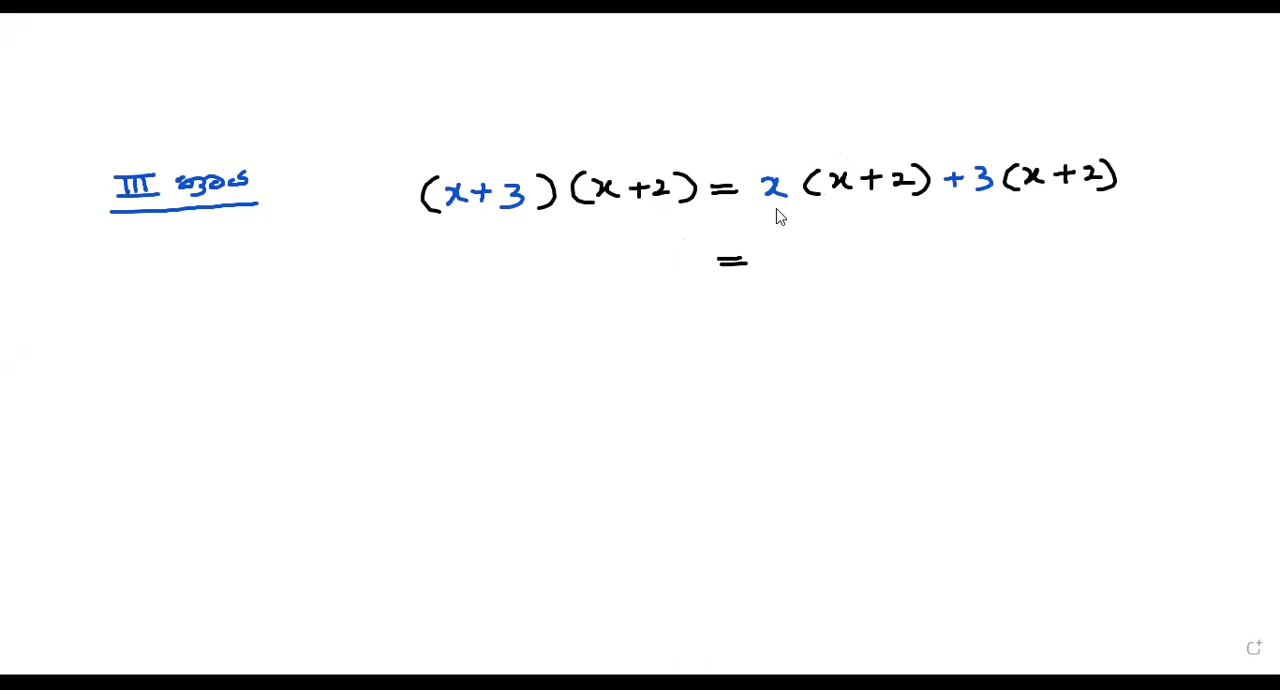 III
(x+3)(x+2) = x(x+2)+3(x+2)
=